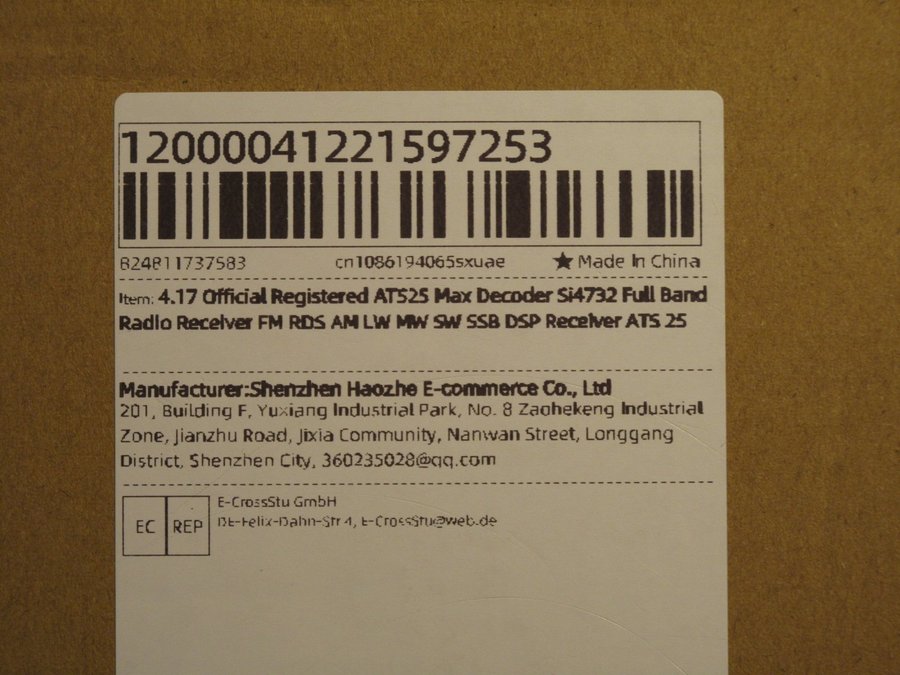 12000041221597253
824811737583 cn1086194065sxuae ★ Made In China
Item: 4.17 Official Registered ATS25 Max Decoder Si4732 Full Band
Radio Receiver FM RDS AM LW MW SW SSB DSP Receiver ATS 25
Manufacturer:Shenzhen Haozhe E-commerce Co., Ltd
201, Building F, Yuxiang Industrial Park, No. 8 Zaohekeng Industrial
Zone, Jianzhu Road, Jixia Community, Nanwan Street, Longgang
District, Shenzhen City, 360235028@qq.com
EC REP
E-CrossStu GmbH
DE-Felix-Dahn-Str 4, E-CrossStu@web.de